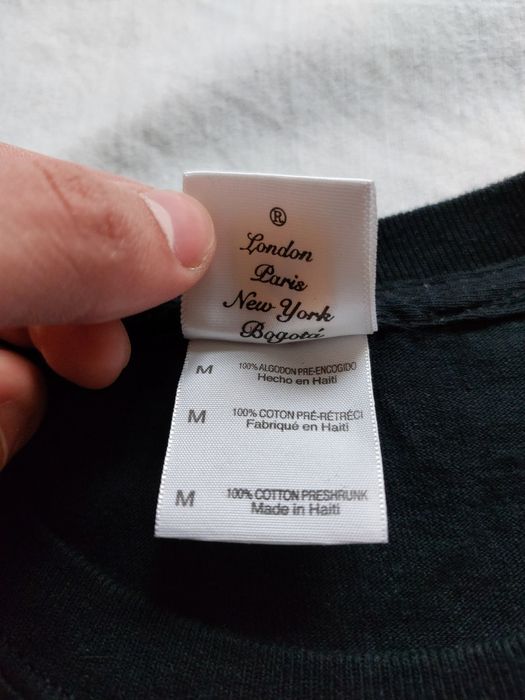 ®
London
Paris
New York
Bogotá
M 100% ALGODON PRE-ENCOGIDO
Hecho en Haiti
M 100% COTON PRÉ-RÉTRÉCI
Fabriqué en Haiti
M 100% COTTON PRESHRUNK
Made in Haiti